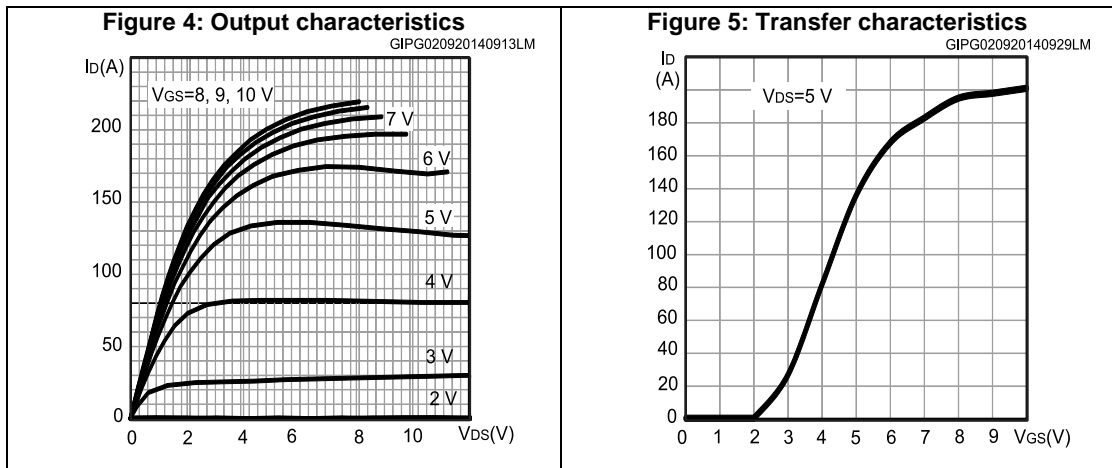 Figure 4: Output characteristics
GIPG020920140913LM
ID(A)
VGS=8, 9, 10 V
7 V
6 V
5 V
4 V
3 V
2 V
200
150
100
50
0
0 2 4 6 8 10 VDS(V)
Figure 5: Transfer characteristics
GIPG020920140929LM
ID
(A)
VDS=5 V
180
160
140
120
100
80
60
40
20
0
0 1 2 3 4 5 6 7 8 9 VGS(V)